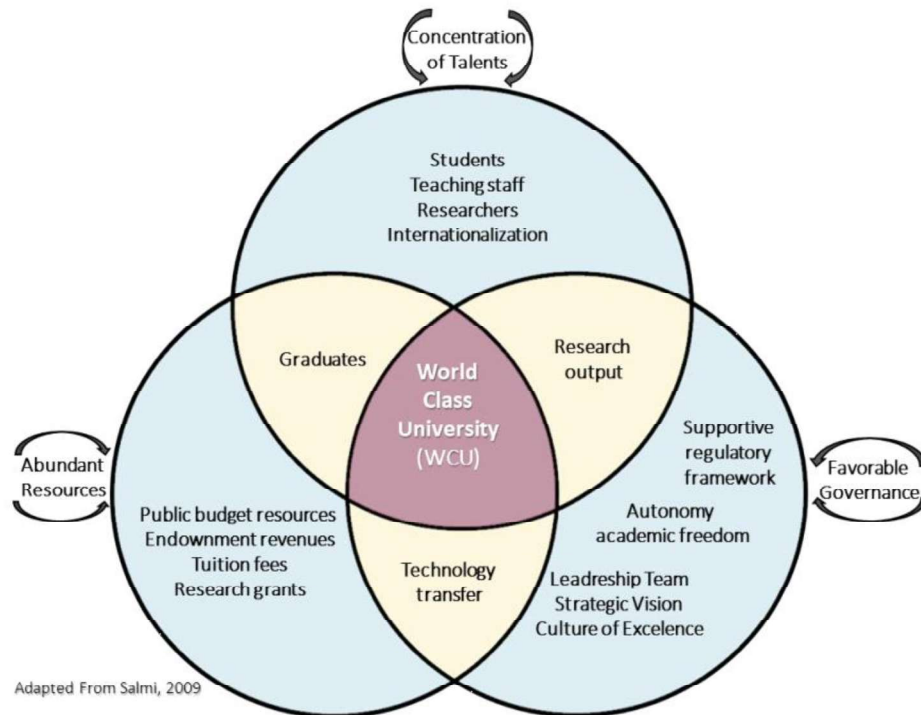 Concentration
of Talents
Students
Teaching staff
Researchers
Internationalization
Graduates
World
Class
University
(WCU)
Research
output
Abundant
Resources
Supportive
regulatory
framework
Favorable
Governance
Public budget resources
Endownment revenues
Tuition fees
Research grants
Autonomy
academic freedom
Technology
transfer
Leadreship Team
Strategic Vision
Culture of Excelence
Adapted From Salmi, 2009